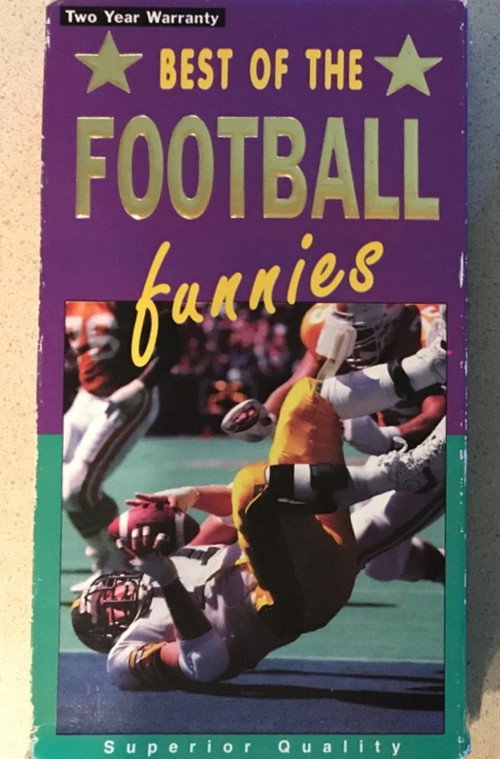 Two Year Warranty
BEST OF THE
FOOTBALL
funnies
Superior Quality